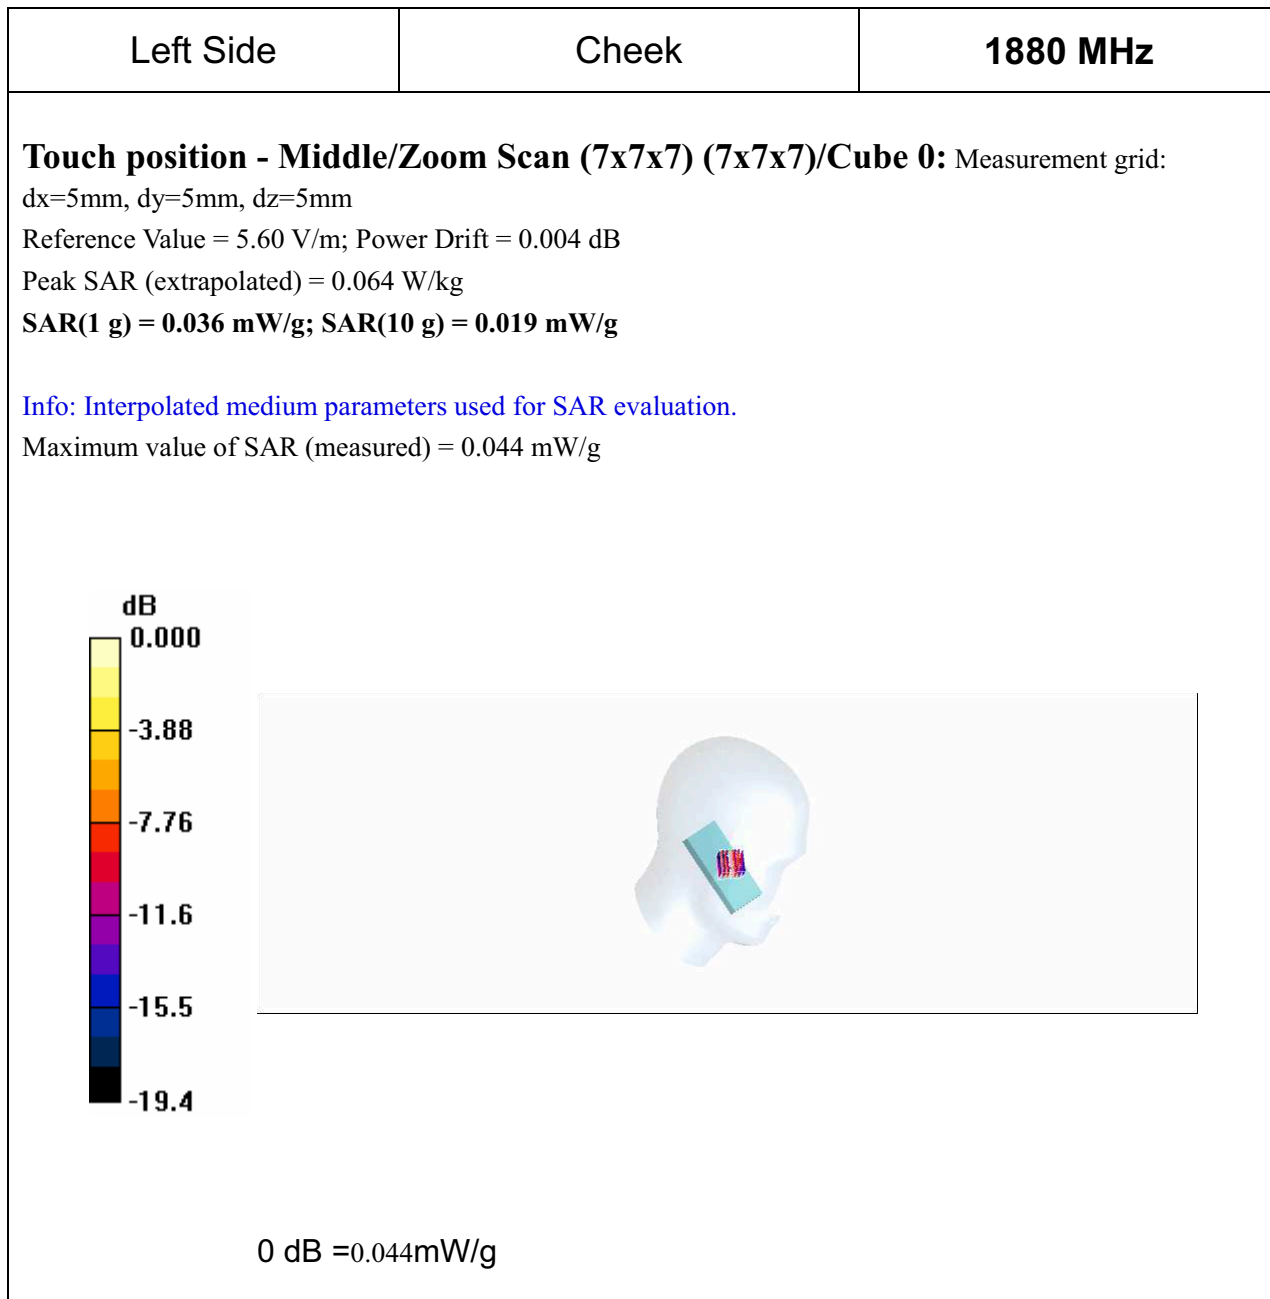 Left Side Cheek 1880 MHz
Touch position - Middle/Zoom Scan (7x7x7) (7x7x7)/Cube 0: Measurement grid:
dx=5mm, dy=5mm, dz=5mm
Reference Value = 5.60 V/m; Power Drift = 0.004 dB
Peak SAR (extrapolated) = 0.064 W/kg
SAR(1 g) = 0.036 mW/g; SAR(10 g) = 0.019 mW/g
Info: Interpolated medium parameters used for SAR evaluation.
Maximum value of SAR (measured) = 0.044 mW/g
dB
0.000
-3.88
-7.76
-11.6
-15.5
-19.4
0 dB =0.044mW/g